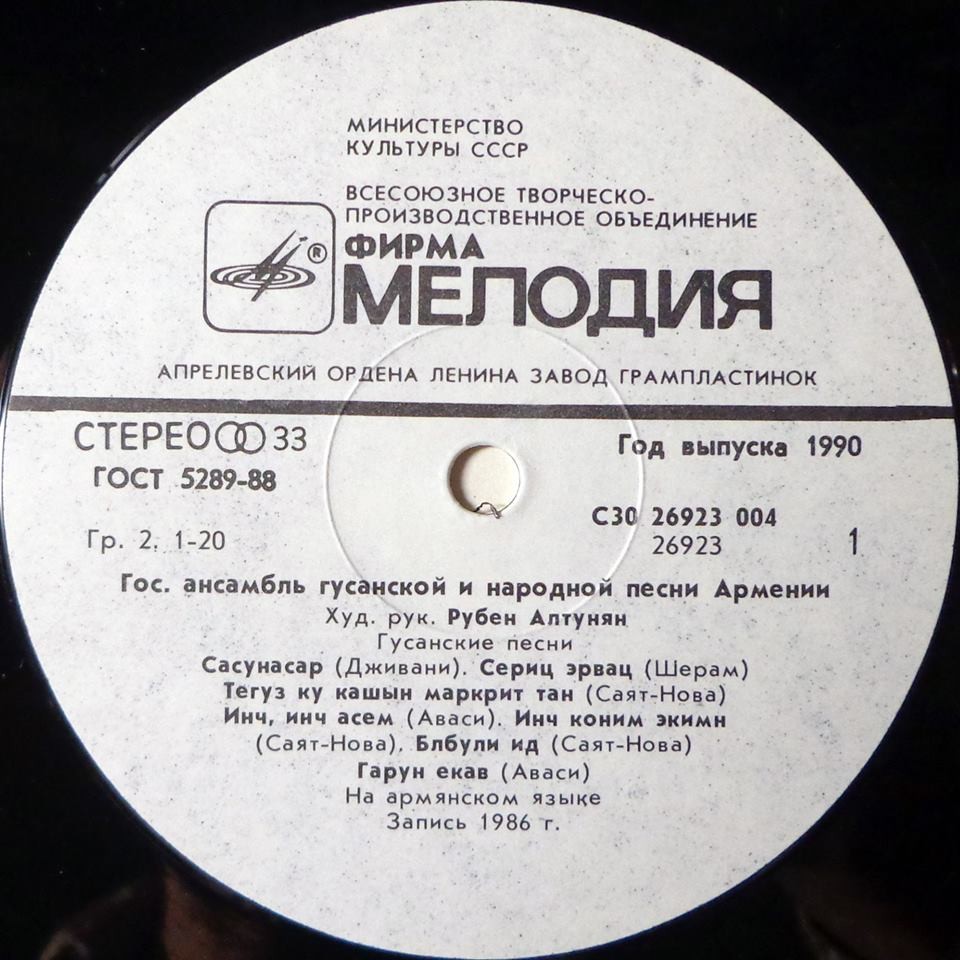 МИНИСТЕРСТВО
КУЛЬТУРЫ СССР
ВСЕСОЮЗНОЕ ТВОРЧЕСКО-
ПРОИЗВОДСТВЕННОЕ ОБЪЕДИНЕНИЕ
®
ФИРМА
МЕЛОДИЯ
АПРЕЛЕВСКИЙ ОРДЕНА ЛЕНИНА ЗАВОД ГРАМПЛАСТИНОК
СТЕРЕО 33
Год выпуска 1990
ГОСТ 5289-88
С30 26923 004
Гр. 2. 1-20
26923
1
Гос. ансамбль гусанской и народной песни Армении
Худ. рук. Рубен Алтунян
Гусанские песни
Сасунасар (Дживани). Сериц эрвац (Шерам)
Тегуз ку кашын маркрит тан (Саят-Нова)
Инч, инч асем (Аваси). Инч коним экимн
(Саят-Нова). Блбули ид (Саят-Нова)
Гарун екав (Аваси)
На армянском языке
Запись 1986 г.